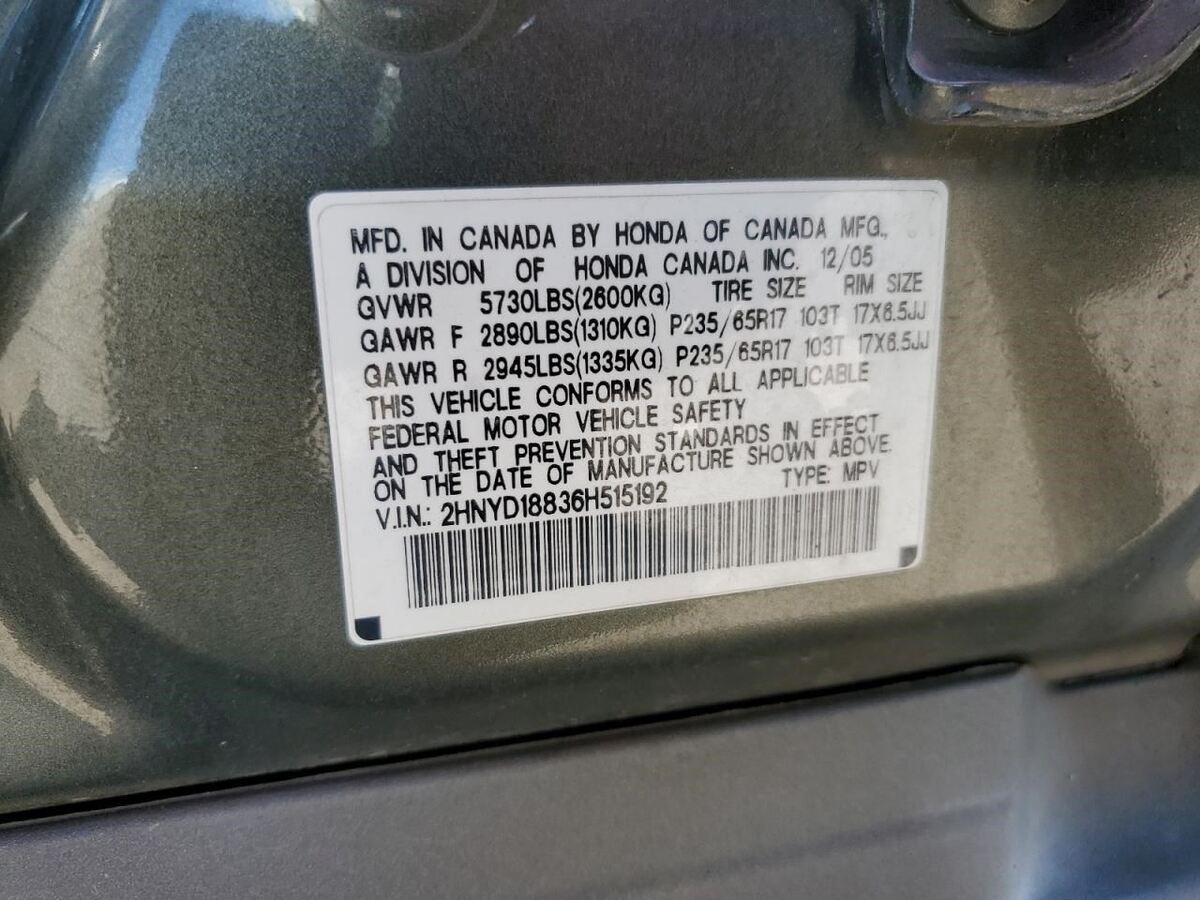 MFD. IN CANADA BY HONDA OF CANADA MFG.,
A DIVISION OF HONDA CANADA INC. 12/05
GVWR 5730LBS(2600KG) TIRE SIZE RIM SIZE
GAWR F 2890LBS(1310KG) P235/65R17 103T 17X6.5JJ
GAWR R 2945LBS(1335KG) P235/65R17 103T 17X6.5JJ
THIS VEHICLE CONFORMS TO ALL APPLICABLE
FEDERAL MOTOR VEHICLE SAFETY
AND THEFT PREVENTION STANDARDS IN EFFECT
ON THE DATE OF MANUFACTURE SHOWN ABOVE.
V.I.N.: 2HNYD18836H515192 TYPE: MPV